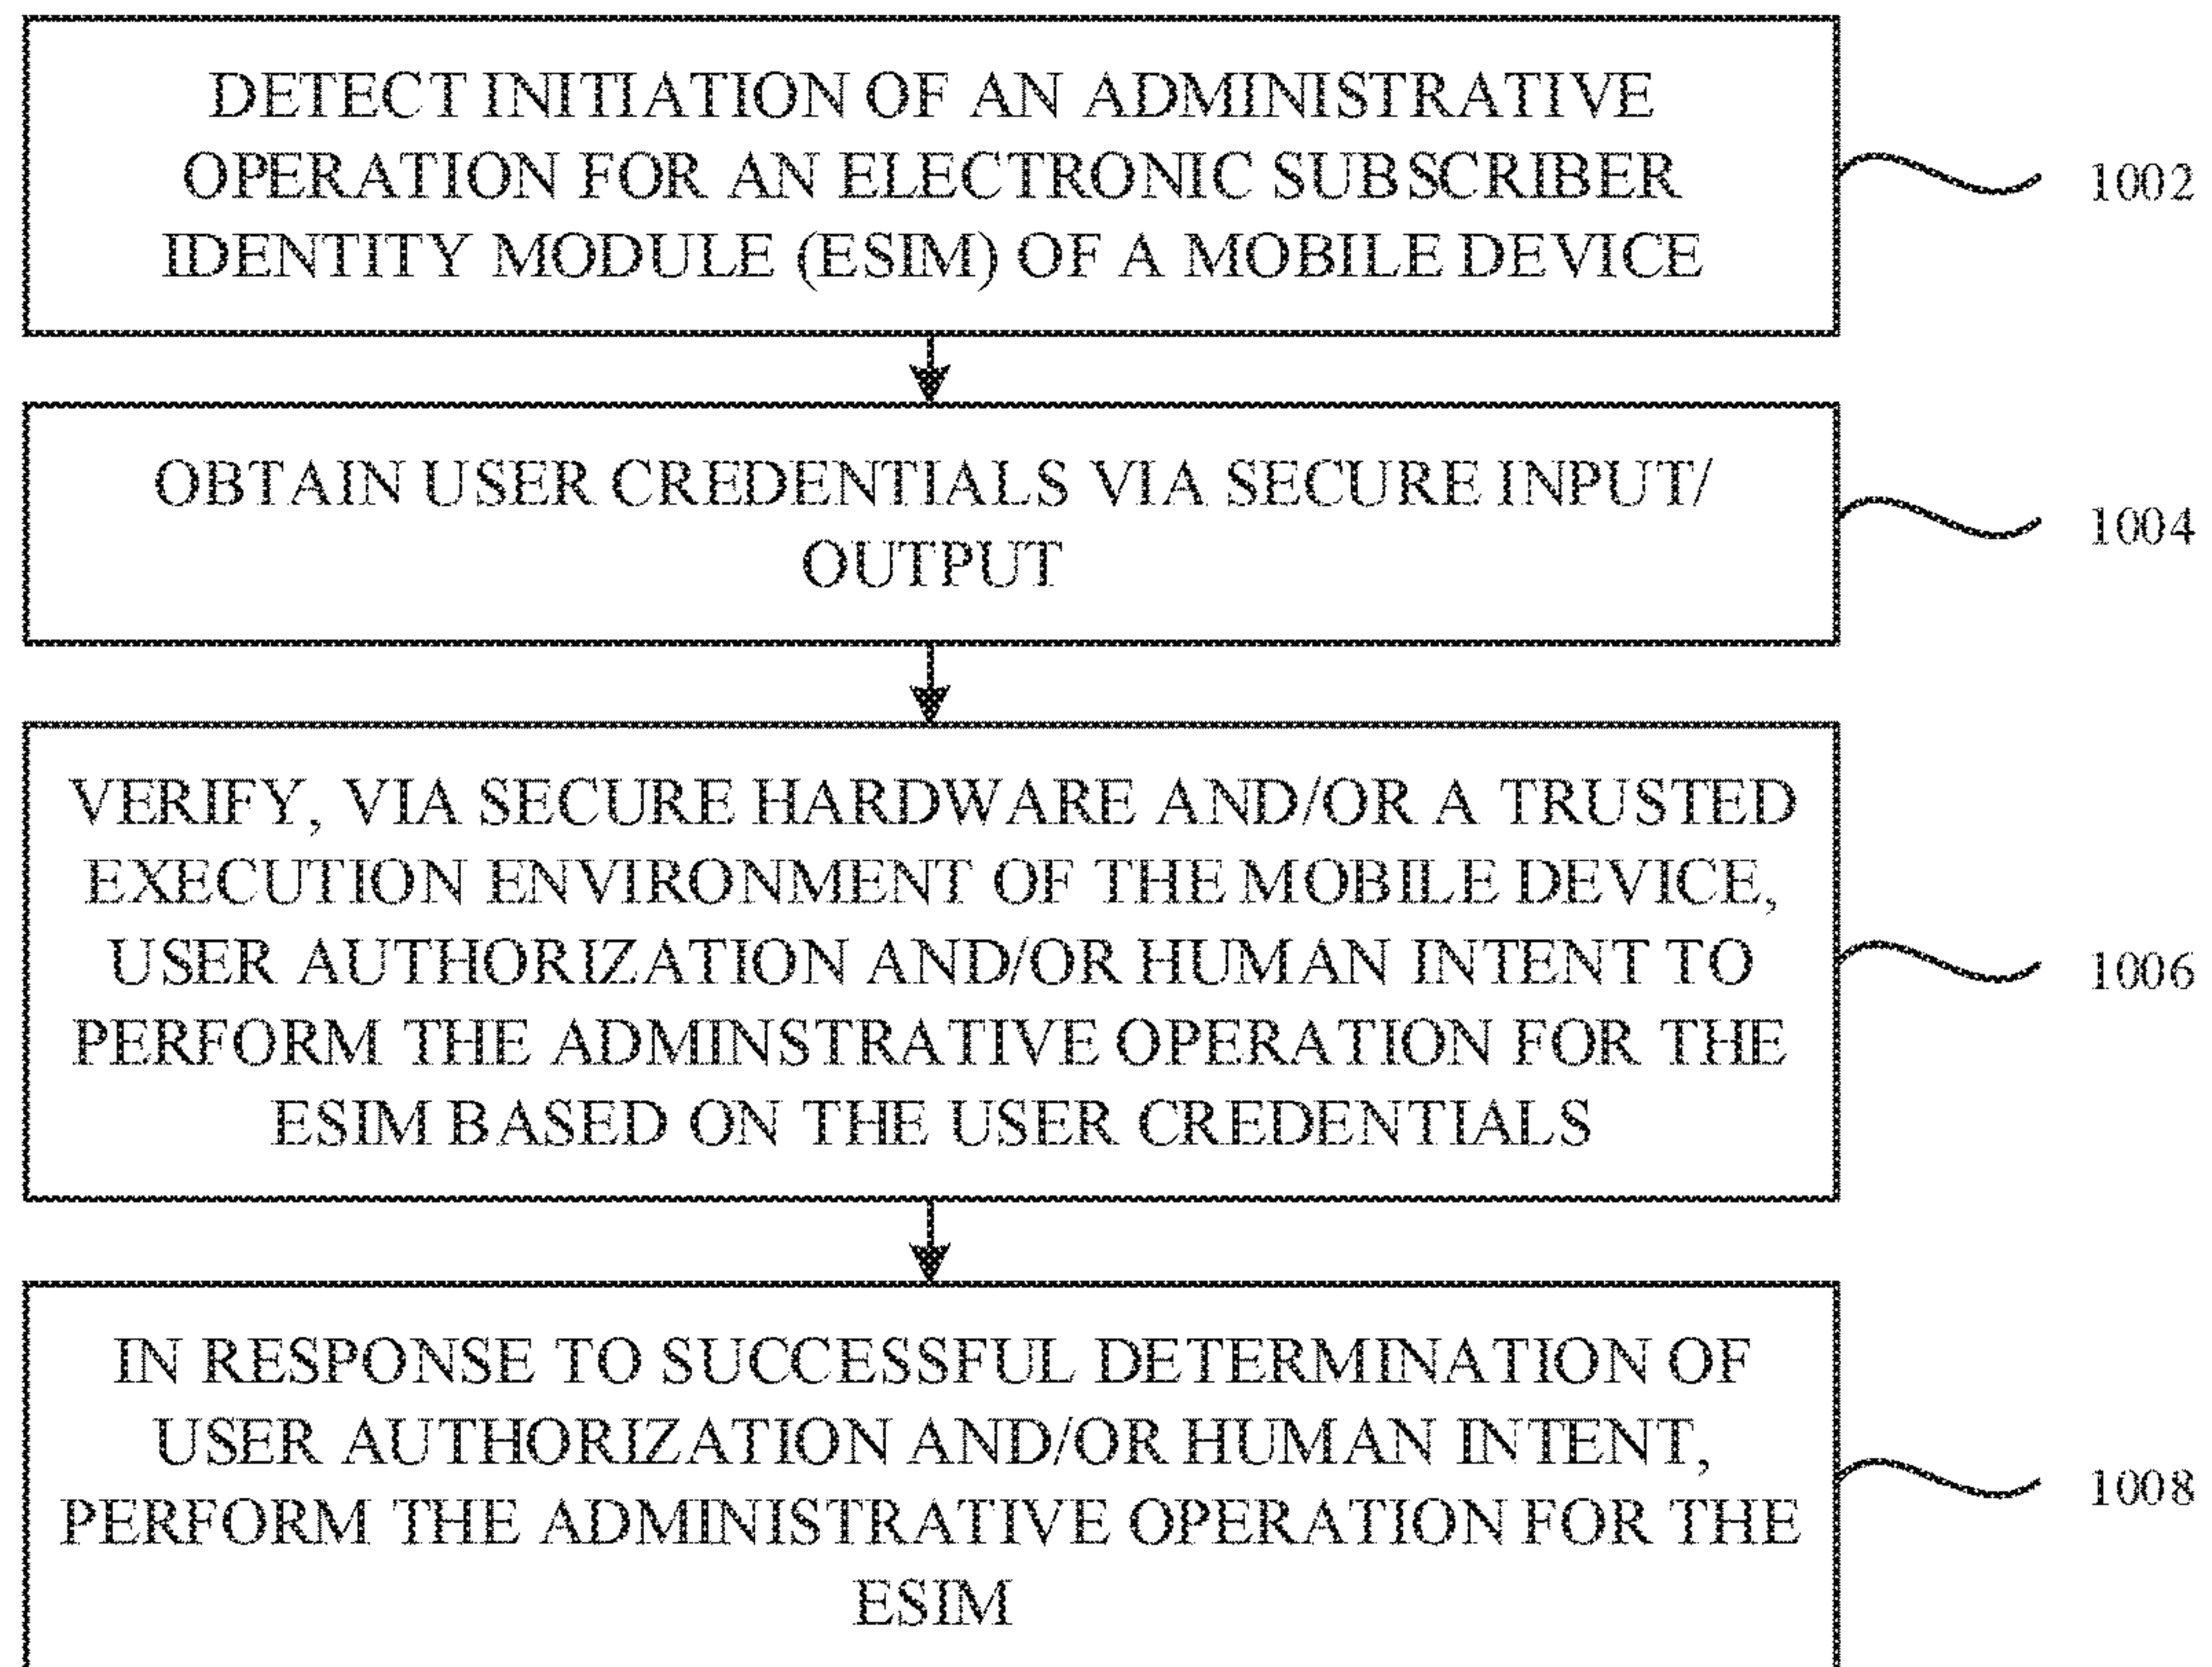 DETECT INITIATION OF AN ADMINISTRATIVE
OPERATION FOR AN ELECTRONIC SUBSCRIBER
IDENTITY MODULE (ESIM) OF A MOBILE DEVICE
1002
OBTAIN USER CREDENTIALS VIA SECURE INPUT/
OUTPUT
1004
VERIFY, VIA SECURE HARDWARE AND/OR A TRUSTED
EXECUTION ENVIRONMENT OF THE MOBILE DEVICE,
USER AUTHORIZATION AND/OR HUMAN INTENT TO
PERFORM THE ADMINSTRATIVE OPERATION FOR THE
ESIM BASED ON THE USER CREDENTIALS
1006
IN RESPONSE TO SUCCESSFUL DETERMINATION OF
USER AUTHORIZATION AND/OR HUMAN INTENT,
PERFORM THE ADMINISTRATIVE OPERATION FOR THE
ESIM
1008